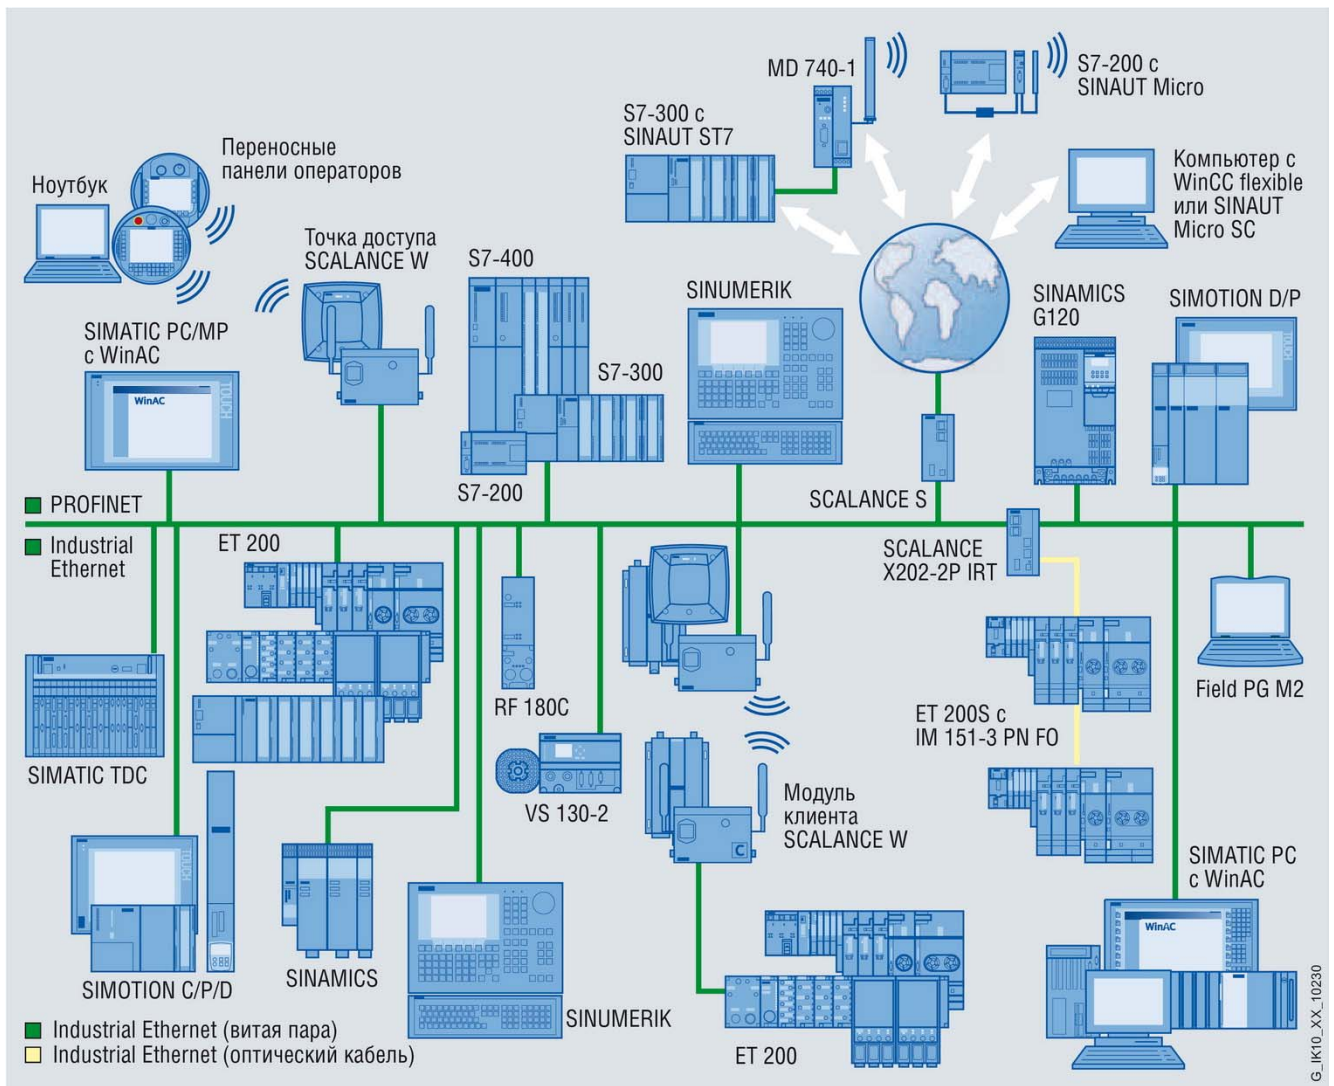 MD 740-1
S7-200 с
SINAUT Micro
S7-300 с
SINAUT ST7
Переносные
панели операторов
Ноутбук
Компьютер с
WinCC flexible
или SINAUT
Micro SC
Точка доступа
SCALANCE W
S7-400
SINUMERIK
SINAMICS
G120
SIMOTION D/P
SIMATIC PC/MP
с WinAC
S7-300
WinAC
S7-200
SCALANCE S
PROFINET
Industrial
Ethernet
ET 200
SCALANCE
X202-2P IRT
Field PG M2
RF 180C
ET 200S с
IM 151-3 PN FO
SIMATIC TDC
VS 130-2
Модуль
клиента
SCALANCE W
C
SIMATIC PC
с WinAC
WinAC
SIMOTION C/P/D
SINAMICS
SINUMERIK
ET 200
Industrial Ethernet (витая пара)
Industrial Ethernet (оптический кабель)
G_IK10_XX_10230